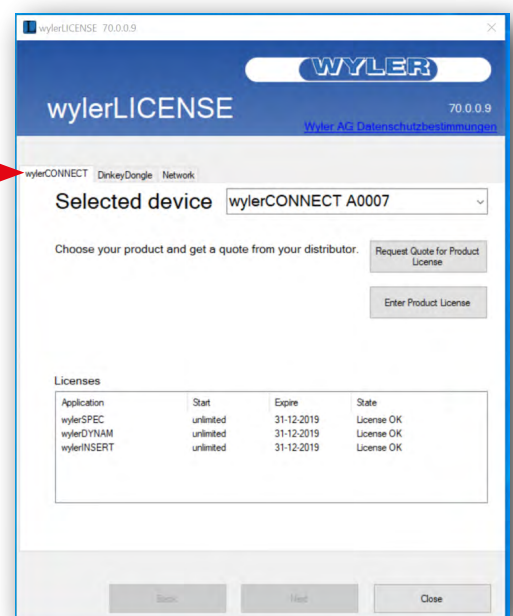 wylerLICENSE 70.0.0.9
WYLER
wylerLICENSE
70.0.0.9
Wyler AG Datenschutzbestimmungen
wylerCONNECT DinkeyDongle Network
Selected device wylerCONNECT A0007
Choose your product and get a quote from your distributor.
Request Quote for Product
License
Enter Product License
Licenses
Application Start Expire State
wylerSPEC unlimited 31-12-2019 License OK
wylerDYNAM unlimited 31-12-2019 License OK
wylerINSERT unlimited 31-12-2019 License OK
Back Next Close